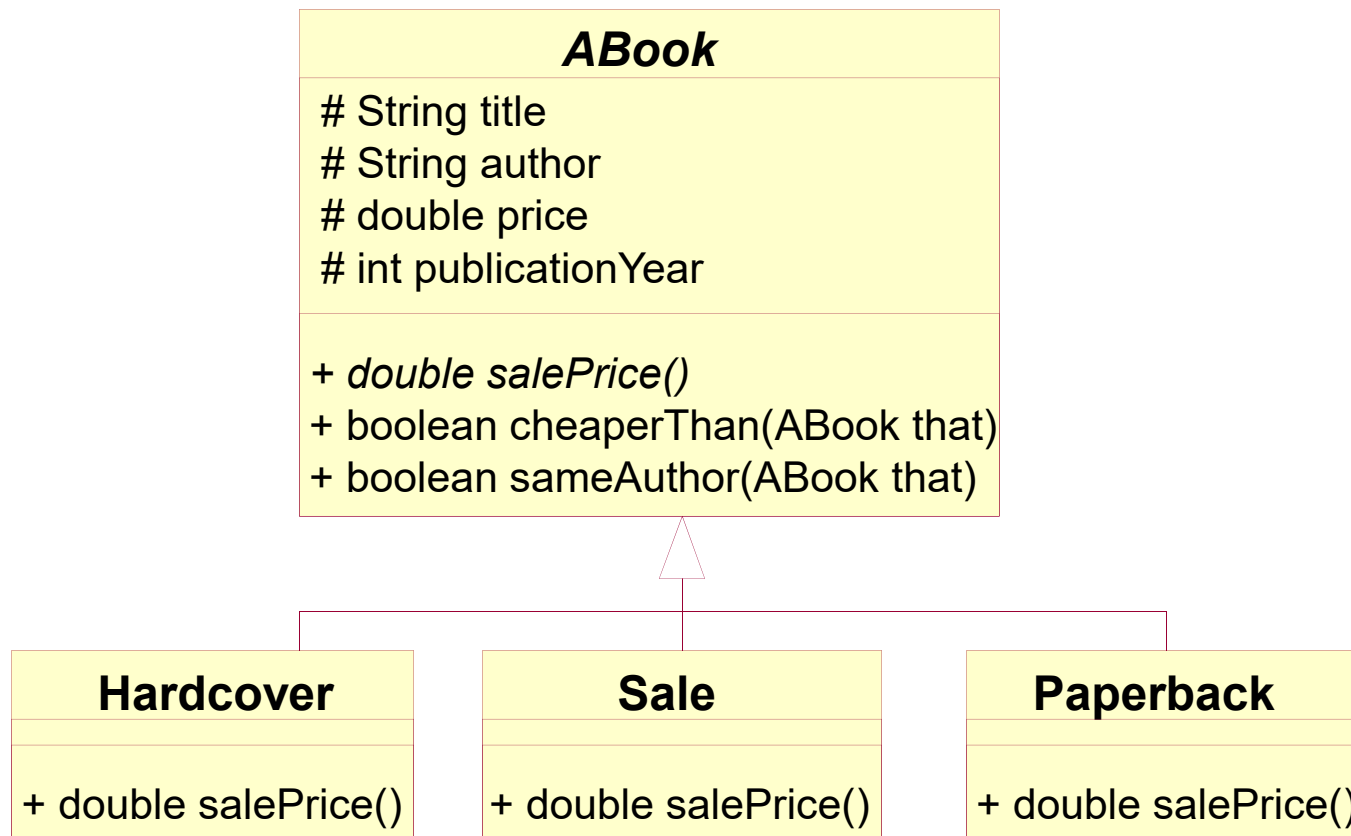 ABook
# String title
# String author
# double price
# int publicationYear
+ double salePrice()
+ boolean cheaperThan(ABook that)
+ boolean sameAuthor(ABook that)
Hardcover
+ double salePrice()
Sale
+ double salePrice()
Paperback
+ double salePrice()